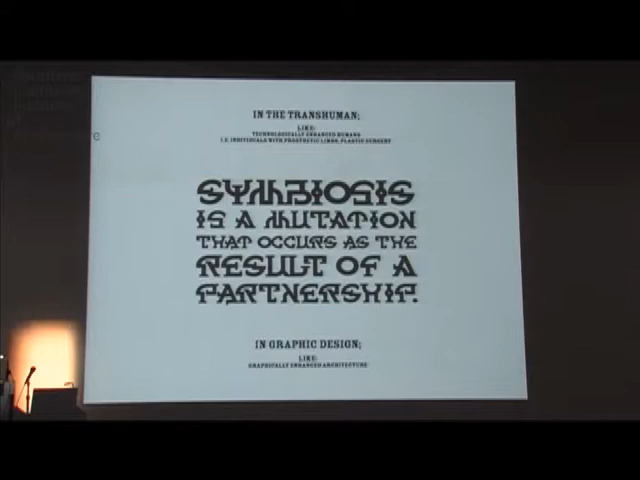 IN THE TRANSHUMAN;
LIKE:
TECHNOLOGICALLY ENHANCED HUMANS
I.E. INDIVIDUALS WITH PROSTHETIC LIMBS, PLASTIC SURGERY
SYMBIOSIS
IS A MUTATION
THAT OCCURS AS THE
RESULT OF A
PARTNERSHIP.
IN GRAPHIC DESIGN;
LIKE:
GRAPHICALLY ENHANCED ARCHITECTURE